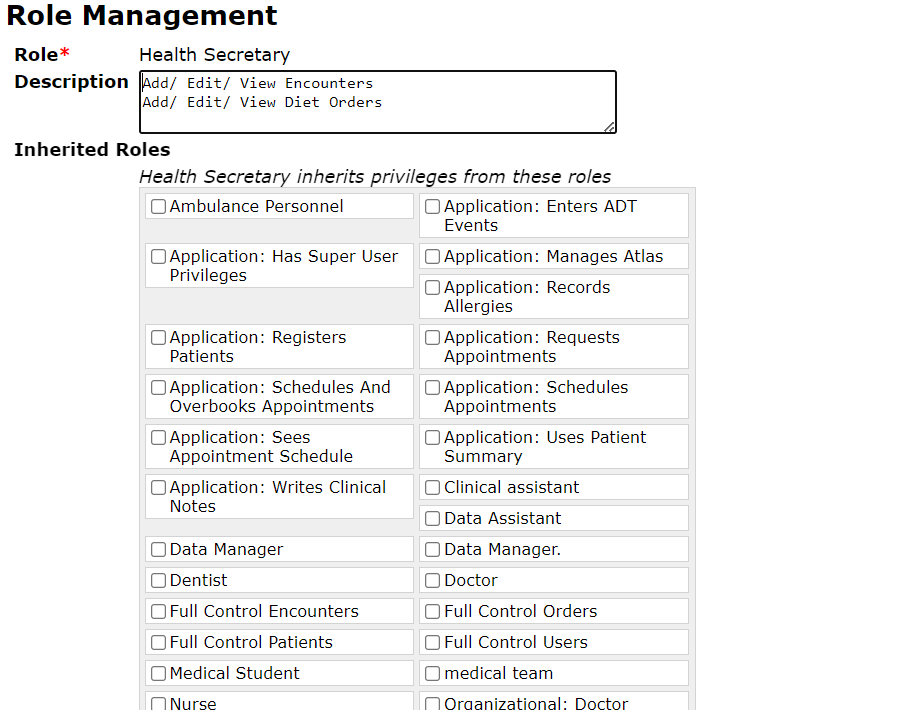 Role Management
Role* Health Secretary
Description Add/ Edit/ View Encounters
Add/ Edit/ View Diet Orders
Inherited Roles
Health Secretary inherits privileges from these roles
Ambulance Personnel
Application: Enters ADT
Events
Application: Has Super User
Privileges
Application: Manages Atlas
Application: Records
Allergies
Application: Registers
Patients
Application: Requests
Appointments
Application: Schedules And
Overbooks Appointments
Application: Schedules
Appointments
Application: Sees
Appointment Schedule
Application: Uses Patient
Summary
Application: Writes Clinical
Notes
Clinical assistant
Data Assistant
Data Manager
Data Manager.
Dentist
Doctor
Full Control Encounters
Full Control Orders
Full Control Patients
Full Control Users
Medical Student
medical team
Nurse
Organizational: Doctor